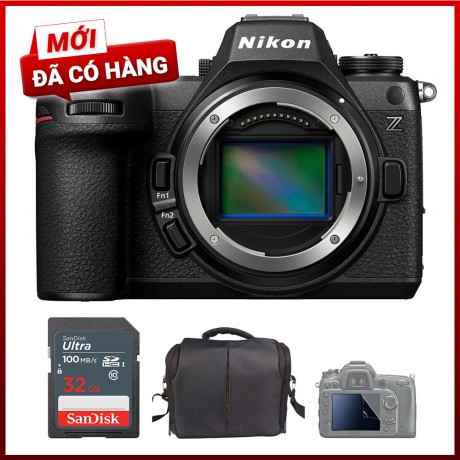 MỚI
ĐÃ CÓ HÀNG
Nikon
Z
Fn1
Fn2
SanDisk
Ultra
100 MB/s
SDHC I
10
32 GB
SanDisk